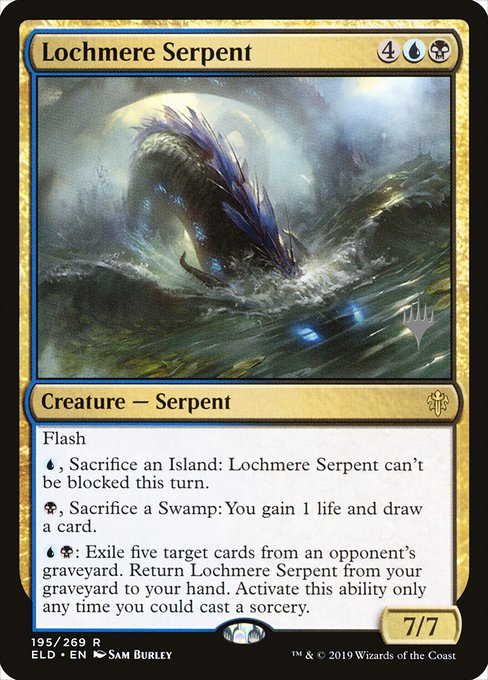 Lochmere Serpent 4
Creature — Serpent
Flash
, Sacrifice an Island: Lochmere Serpent can't
be blocked this turn.
, Sacrifice a Swamp: You gain 1 life and draw
a card.
: Exile five target cards from an opponent's
graveyard. Return Lochmere Serpent from your
graveyard to your hand. Activate this ability only
any time you could cast a sorcery.
7/7
195/269 R
ELD • EN Sam Burley
™ & © 2019 Wizards of the Coast